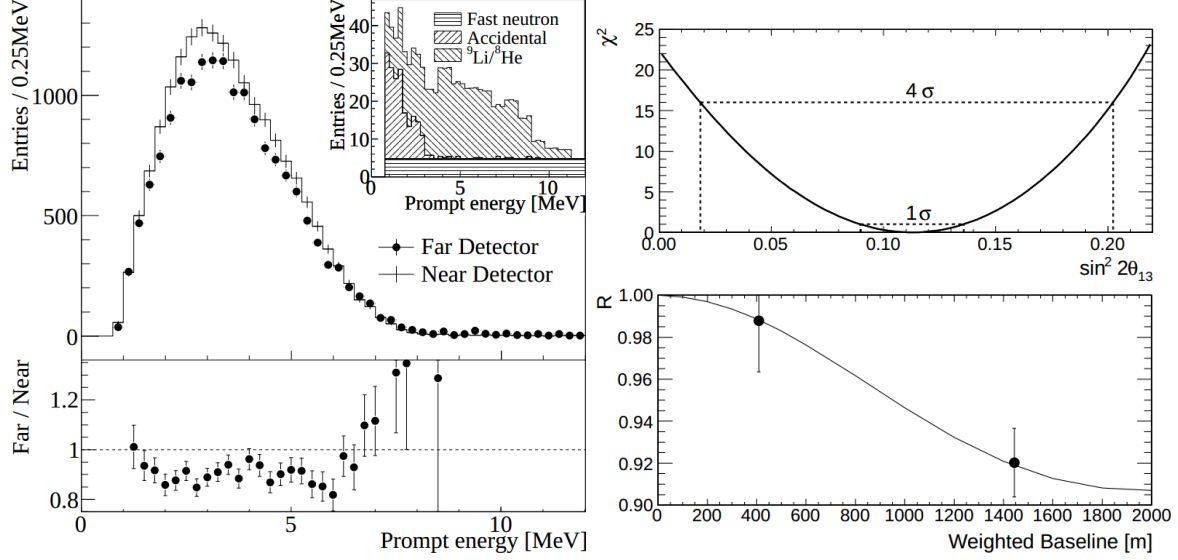 Entries / 0.25MeV
1000
500
0
Entries / 0.25MeV
40
30
20
10
0
Fast neutron
Accidental
⁹Li/⁸He
0 5 10
Prompt energy [MeV]
Far Detector
Near Detector
Far / Near
1.2
1
0.8
0 5 10
Prompt energy [MeV]
χ²
25
20
15
10
5
0
4 σ
1σ
0.00 0.05 0.10 0.15 0.20
sin² 2θ₁₃
R
1.00
0.98
0.96
0.94
0.92
0.90
0 200 400 600 800 1000 1200 1400 1600 1800 2000
Weighted Baseline [m]